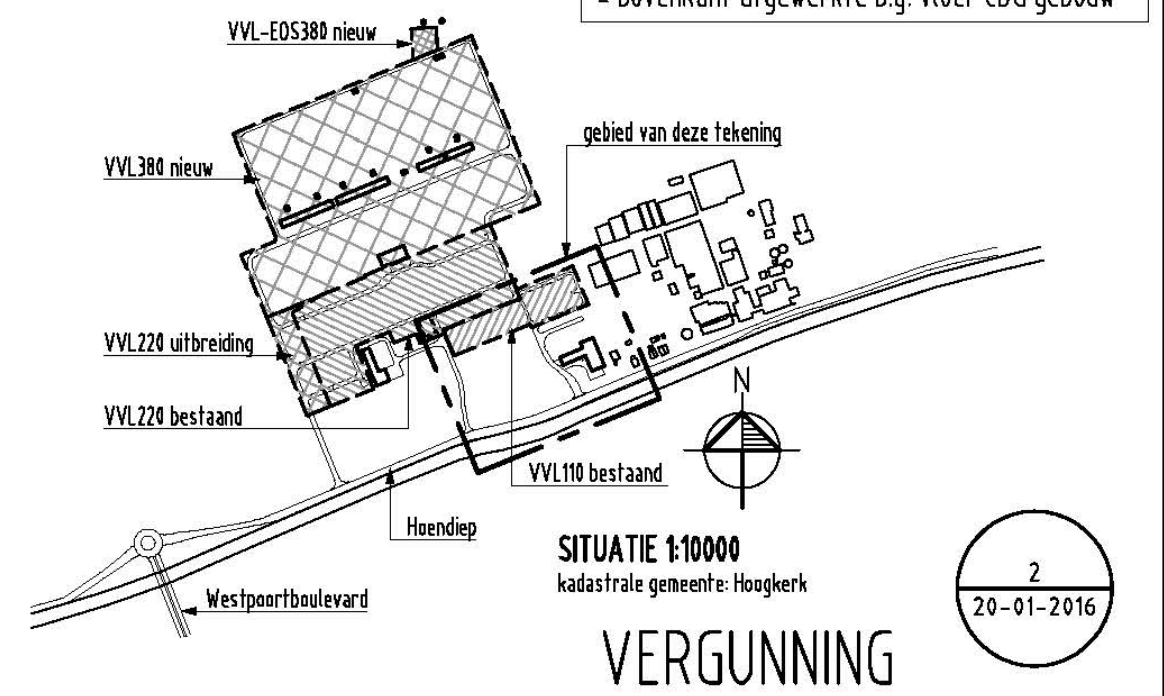 VVL-EOS380 nieuw
gebied van deze tekening
VVL380 nieuw
VVL220 uitbreiding
VVL220 bestaand
N
VVL110 bestaand
Hoendiep
SITUATIE 1:10000
kadastrale gemeente: Hoogkerk
Westpoortboulevard
2
20-01-2016
VERGUNNING